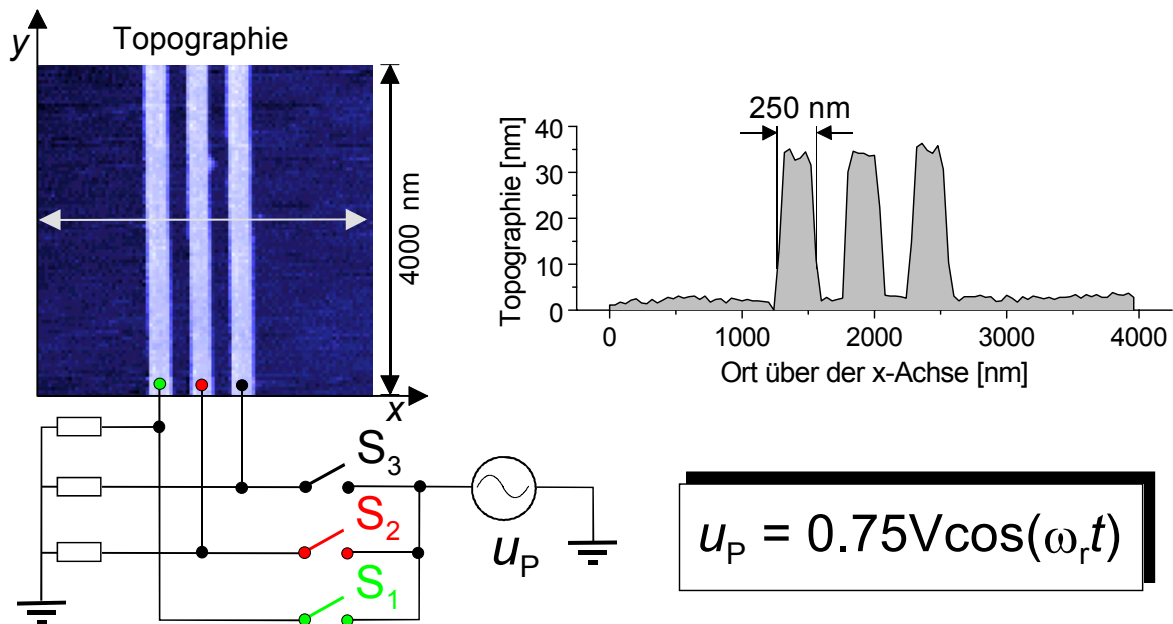 y
Topographie
4000 nm
x
250 nm
Topographie [nm]
40
30
20
10
0
0 1000 2000 3000 4000
Ort über der x-Achse [nm]
S3
S2
S1
uP
uP = 0.75Vcos(ωrt)